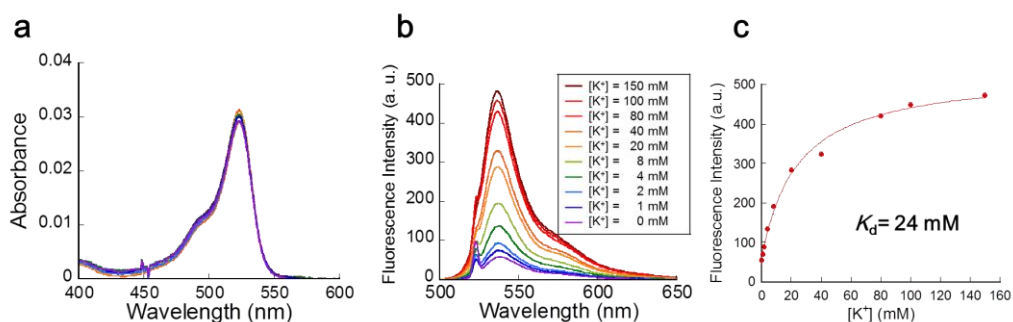 a
Absorbance
0.04
0.03
0.02
0.01
0
400
450
500
550
600
Wavelength (nm)
b
Fluorescence Intensity (a. u.)
500
400
300
200
100
0
500
550
600
650
Wavelength (nm)
[K⁺] = 150 mM
[K⁺] = 100 mM
[K⁺] = 80 mM
[K⁺] = 40 mM
[K⁺] = 20 mM
[K⁺] = 8 mM
[K⁺] = 4 mM
[K⁺] = 2 mM
[K⁺] = 1 mM
[K⁺] = 0 mM
c
Fluorescence Intensity (a.u.)
500
400
300
200
100
0
0
20
40
60
80
100
120
140
160
[K⁺] (mM)
Kd= 24 mM